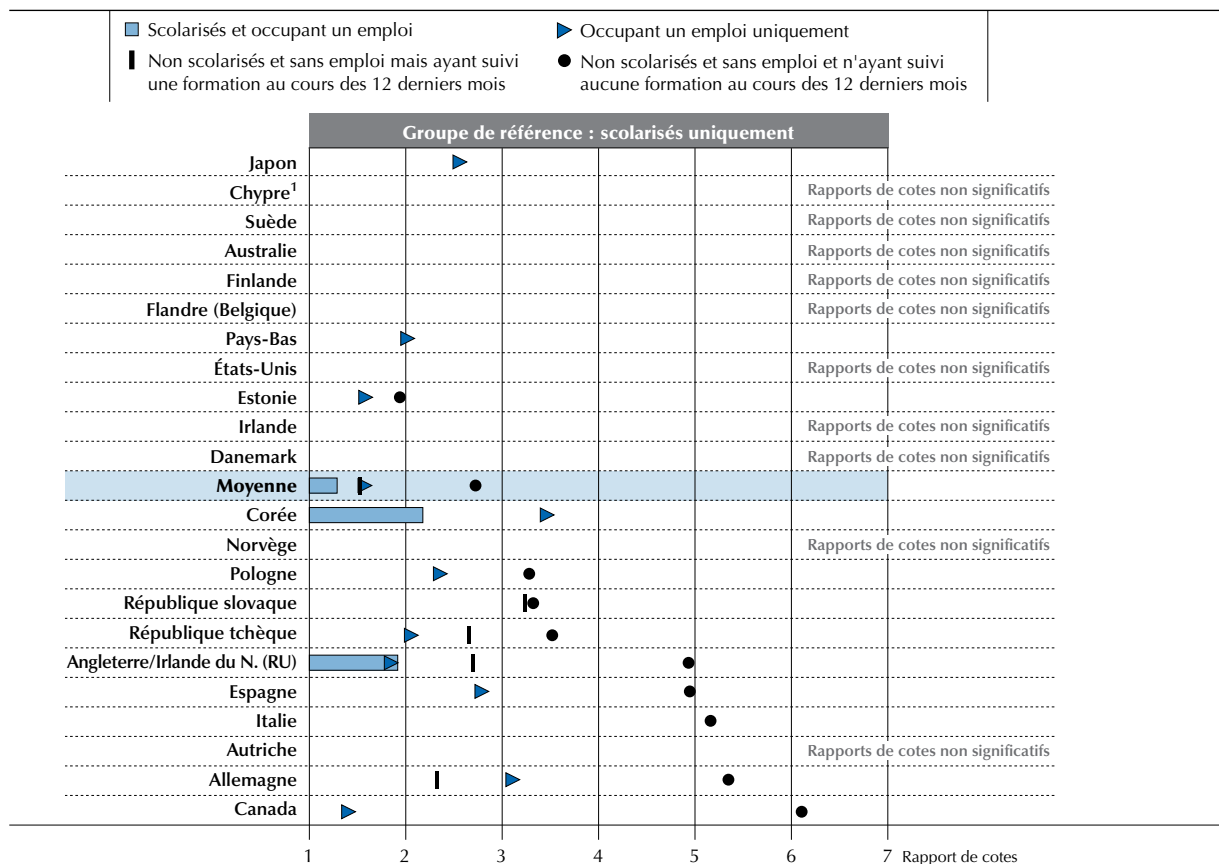 Scolarisés et occupant un emploi
Occupant un emploi uniquement
Non scolarisés et sans emploi mais ayant suivi
une formation au cours des 12 derniers mois
Non scolarisés et sans emploi et n'ayant suivi
aucune formation au cours des 12 derniers mois
Groupe de référence : scolarisés uniquement
Japon
Chypre1 Rapports de cotes non significatifs
Suède Rapports de cotes non significatifs
Australie Rapports de cotes non significatifs
Finlande Rapports de cotes non significatifs
Flandre (Belgique) Rapports de cotes non significatifs
Pays-Bas
États-Unis Rapports de cotes non significatifs
Estonie
Irlande Rapports de cotes non significatifs
Danemark Rapports de cotes non significatifs
Moyenne
Corée
Norvège Rapports de cotes non significatifs
Pologne
République slovaque
République tchèque
Angleterre/Irlande du N. (RU)
Espagne
Italie
Autriche Rapports de cotes non significatifs
Allemagne
Canada
1 2 3 4 5 6 7 Rapport de cotes